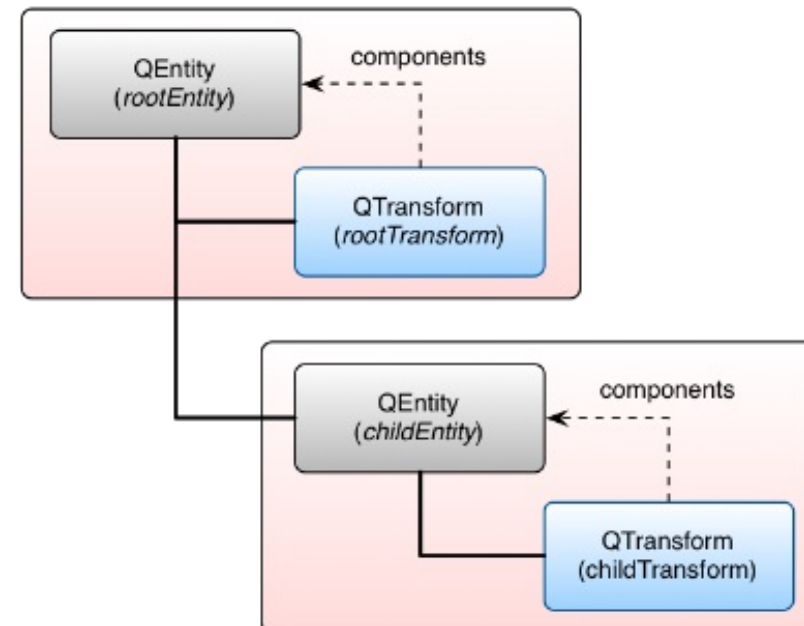 QEntity
(rootEntity)
components
QTransform
(rootTransform)
QEntity
(childEntity)
components
QTransform
(childTransform)